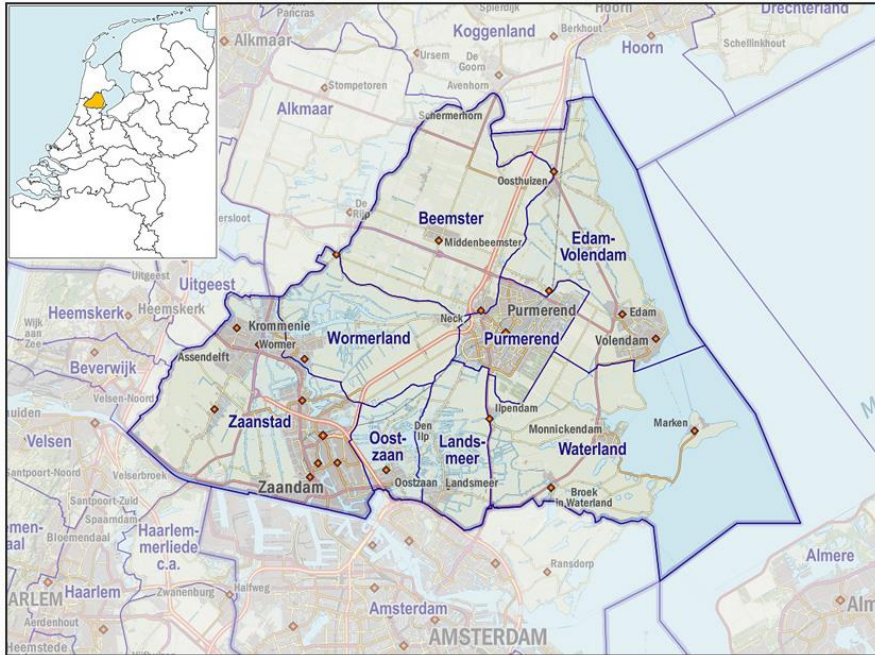 Pancras
Alkmaar
Spierdijk
Koggenland
Berkhout
Hoorn
Drechterland
Schellinkhout
Hoorn
Ursem
De
Goorn
Avenhorn
Stompetoren
Alkmaar
Schermerhorn
Oosthuizen
De
Rijp
Beemster
Middenbeemster
Edam-
Volendam
Uitgeest
Uitgeest
Heemskerk
Heemskerk
Wijk
aan
Zee
Krommenie
Wormer
Wormerland
Neck
Purmerend
Purmerend
Edam
Volendam
Assendelft
Beverwijk
Velsen-Noord
Velsen
Zaanstad
Oost-
zaan
Den
Ilp
Lands-
meer
Ilpendam
Monnickendam
Waterland
Marken
Santpoort-Noord
Velserbroek
Zaandam
Oostzaan
Landsmeer
Broek
in Waterland
Santpoort-Zuid
Spaarndam
Bloemendaal
Haarlem-
mermerliede
c.a.
Ransdorp
Almere
HAARLEM
Haarlem
Zwanenburg
Halfweg
Amsterdam
AMSTERDAM
Aerdenhout
Heemstede